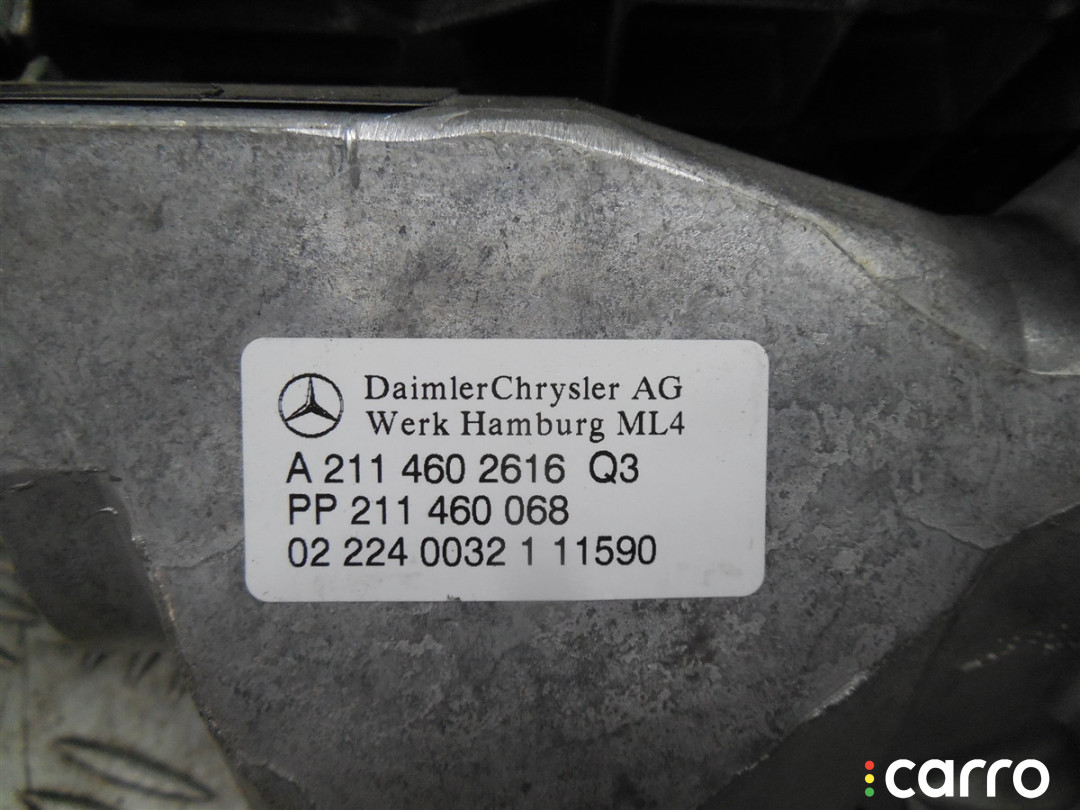 DaimlerChrysler AG
Werk Hamburg ML4
A 211 460 2616 Q3
PP 211 460 068
02 224 0032 1 11590
carro